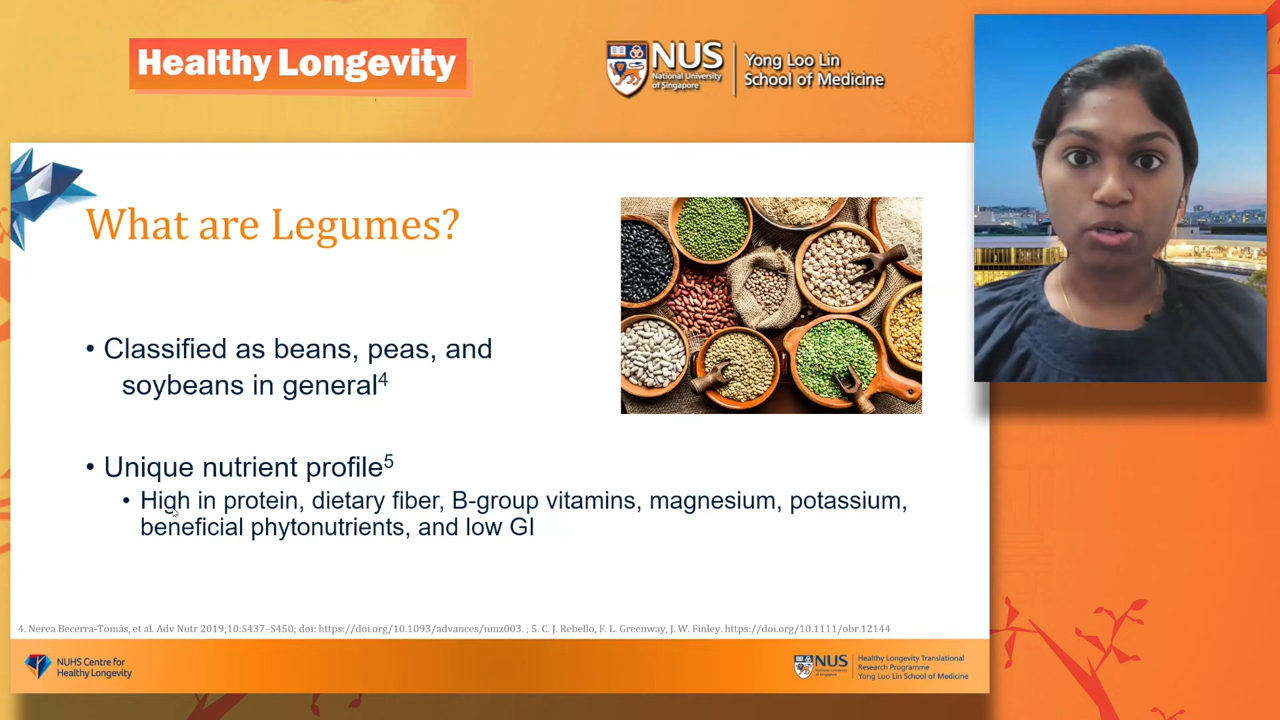 Healthy Longevity
NUS
National University
of Singapore
Yong Loo Lin
School of Medicine
What are Legumes?
• Classified as beans, peas, and
soybeans in general4
• Unique nutrient profile5
• High in protein, dietary fiber, B-group vitamins, magnesium, potassium,
beneficial phytonutrients, and low GI
4. Nerea Becerra-Tomás, et al. Adv Nutr 2019;10:S437–S450; doi: https://doi.org/10.1093/advances/nmz003. ; 5. C. J. Rebello, F. L. Greenway, J. W. Finley. https://doi.org/10.1111/obr.12144
NUHS Centre for
Healthy Longevity
NUS
National University
of Singapore
Healthy Longevity Translational
Research Programme
Yong Loo Lin School of Medicine